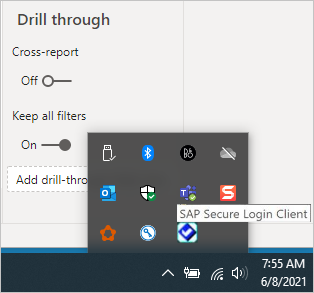 Drill through
Cross-report
Off
Keep all filters
On
Add drill-thro
SAP Secure Login Client
7:55 AM
6/8/2021